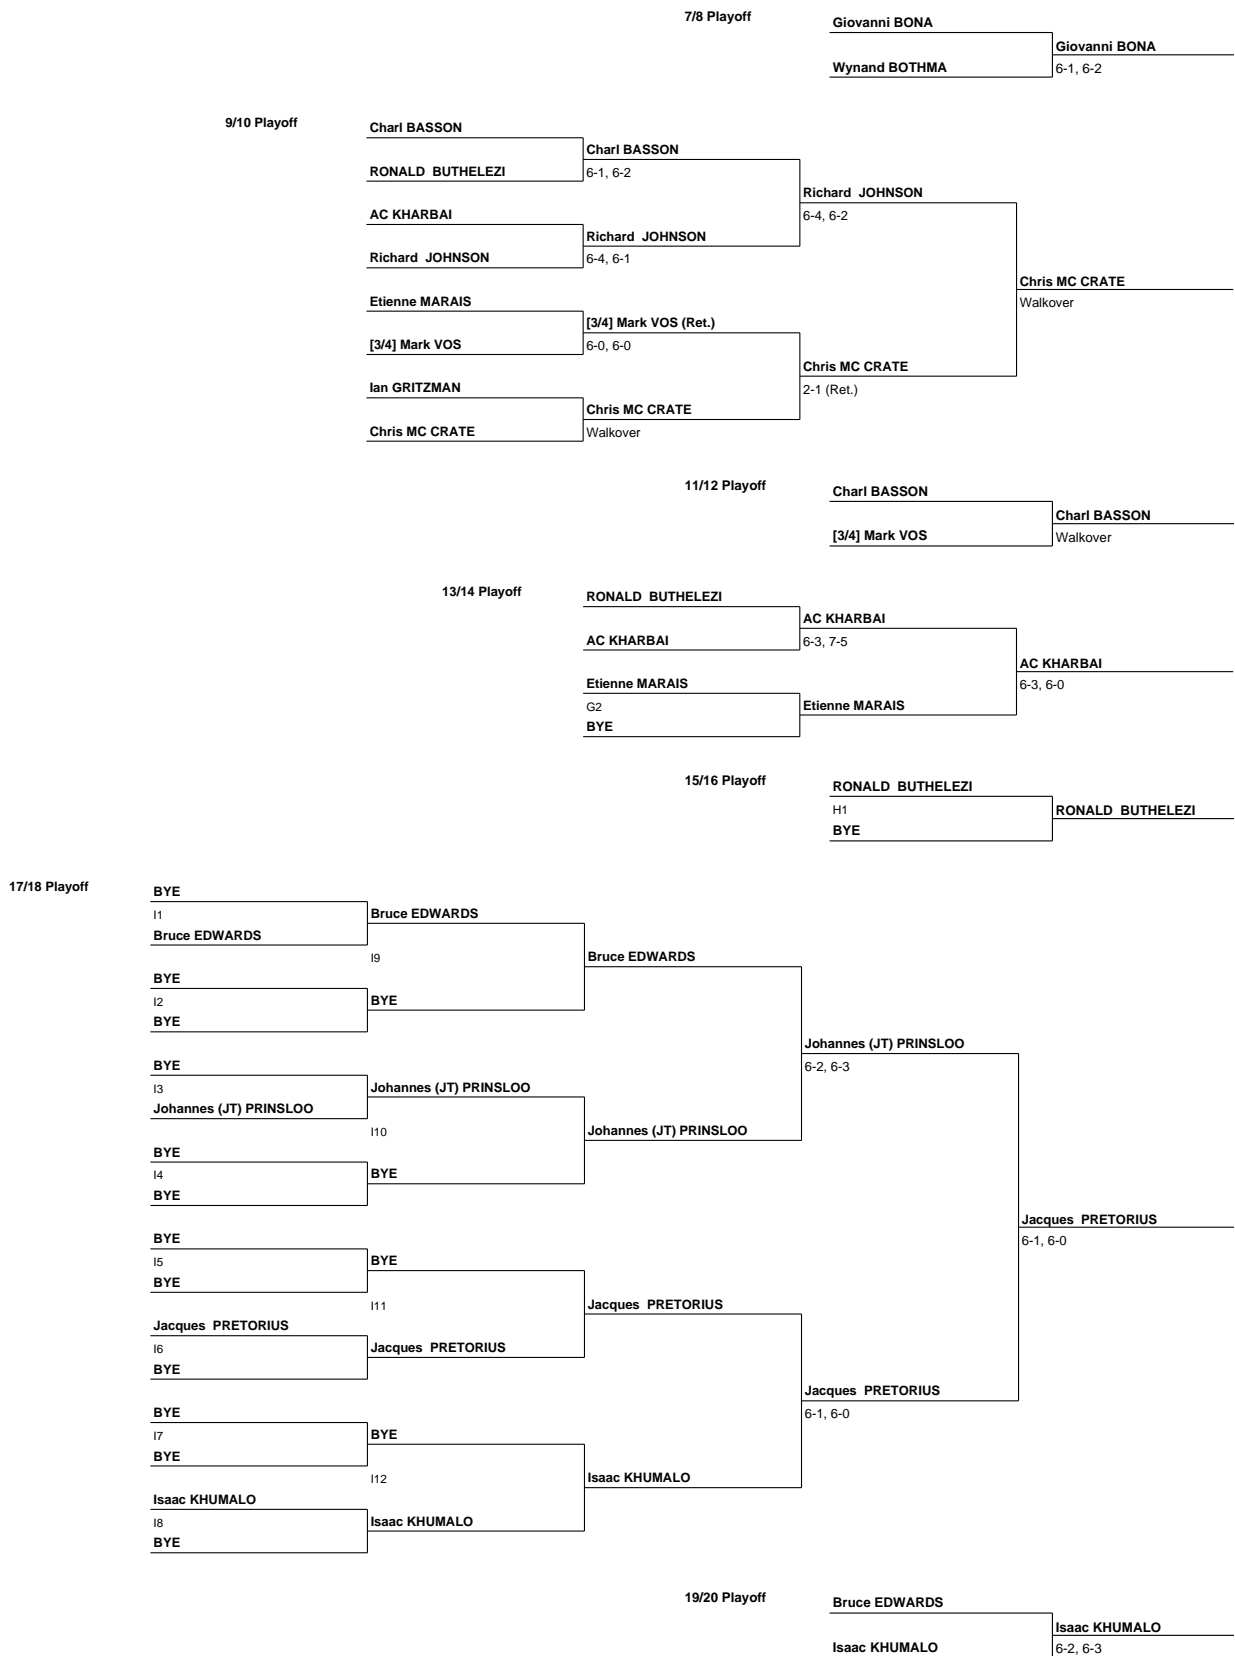 7/8 Playoff
Giovanni BONA
Giovanni BONA
Wynand BOTHMA
6-1, 6-2
9/10 Playoff
Charl BASSON
Charl BASSON
RONALD  BUTHELEZI
6-1, 6-2
Richard  JOHNSON
AC KHARBAI
6-4, 6-2
Richard  JOHNSON
Richard  JOHNSON
6-4, 6-1
Chris MC CRATE
Etienne MARAIS
Walkover
[3/4] Mark VOS (Ret.)
[3/4] Mark VOS
6-0, 6-0
Chris MC CRATE
Ian GRITZMAN
2-1 (Ret.)
Chris MC CRATE
Chris MC CRATE
Walkover
11/12 Playoff
Charl BASSON
Charl BASSON
[3/4] Mark VOS
Walkover
13/14 Playoff
RONALD  BUTHELEZI
AC KHARBAI
AC KHARBAI
6-3, 7-5
AC KHARBAI
Etienne MARAIS
6-3, 6-0
G2
Etienne MARAIS
BYE
15/16 Playoff
RONALD  BUTHELEZI
H1
RONALD  BUTHELEZI
BYE
17/18 Playoff
BYE
I1
Bruce EDWARDS
Bruce EDWARDS
I9
Bruce EDWARDS
BYE
I2
BYE
BYE
Johannes (JT) PRINSLOO
6-2, 6-3
BYE
I3
Johannes (JT) PRINSLOO
Johannes (JT) PRINSLOO
I10
Johannes (JT) PRINSLOO
BYE
I4
BYE
BYE
Jacques  PRETORIUS
6-1, 6-0
BYE
I5
BYE
BYE
I11
Jacques  PRETORIUS
Jacques  PRETORIUS
I6
Jacques  PRETORIUS
BYE
Jacques  PRETORIUS
6-1, 6-0
BYE
I7
BYE
BYE
I12
Isaac KHUMALO
Isaac KHUMALO
I8
Isaac KHUMALO
BYE
19/20 Playoff
Bruce EDWARDS
Isaac KHUMALO
Isaac KHUMALO
6-2, 6-3